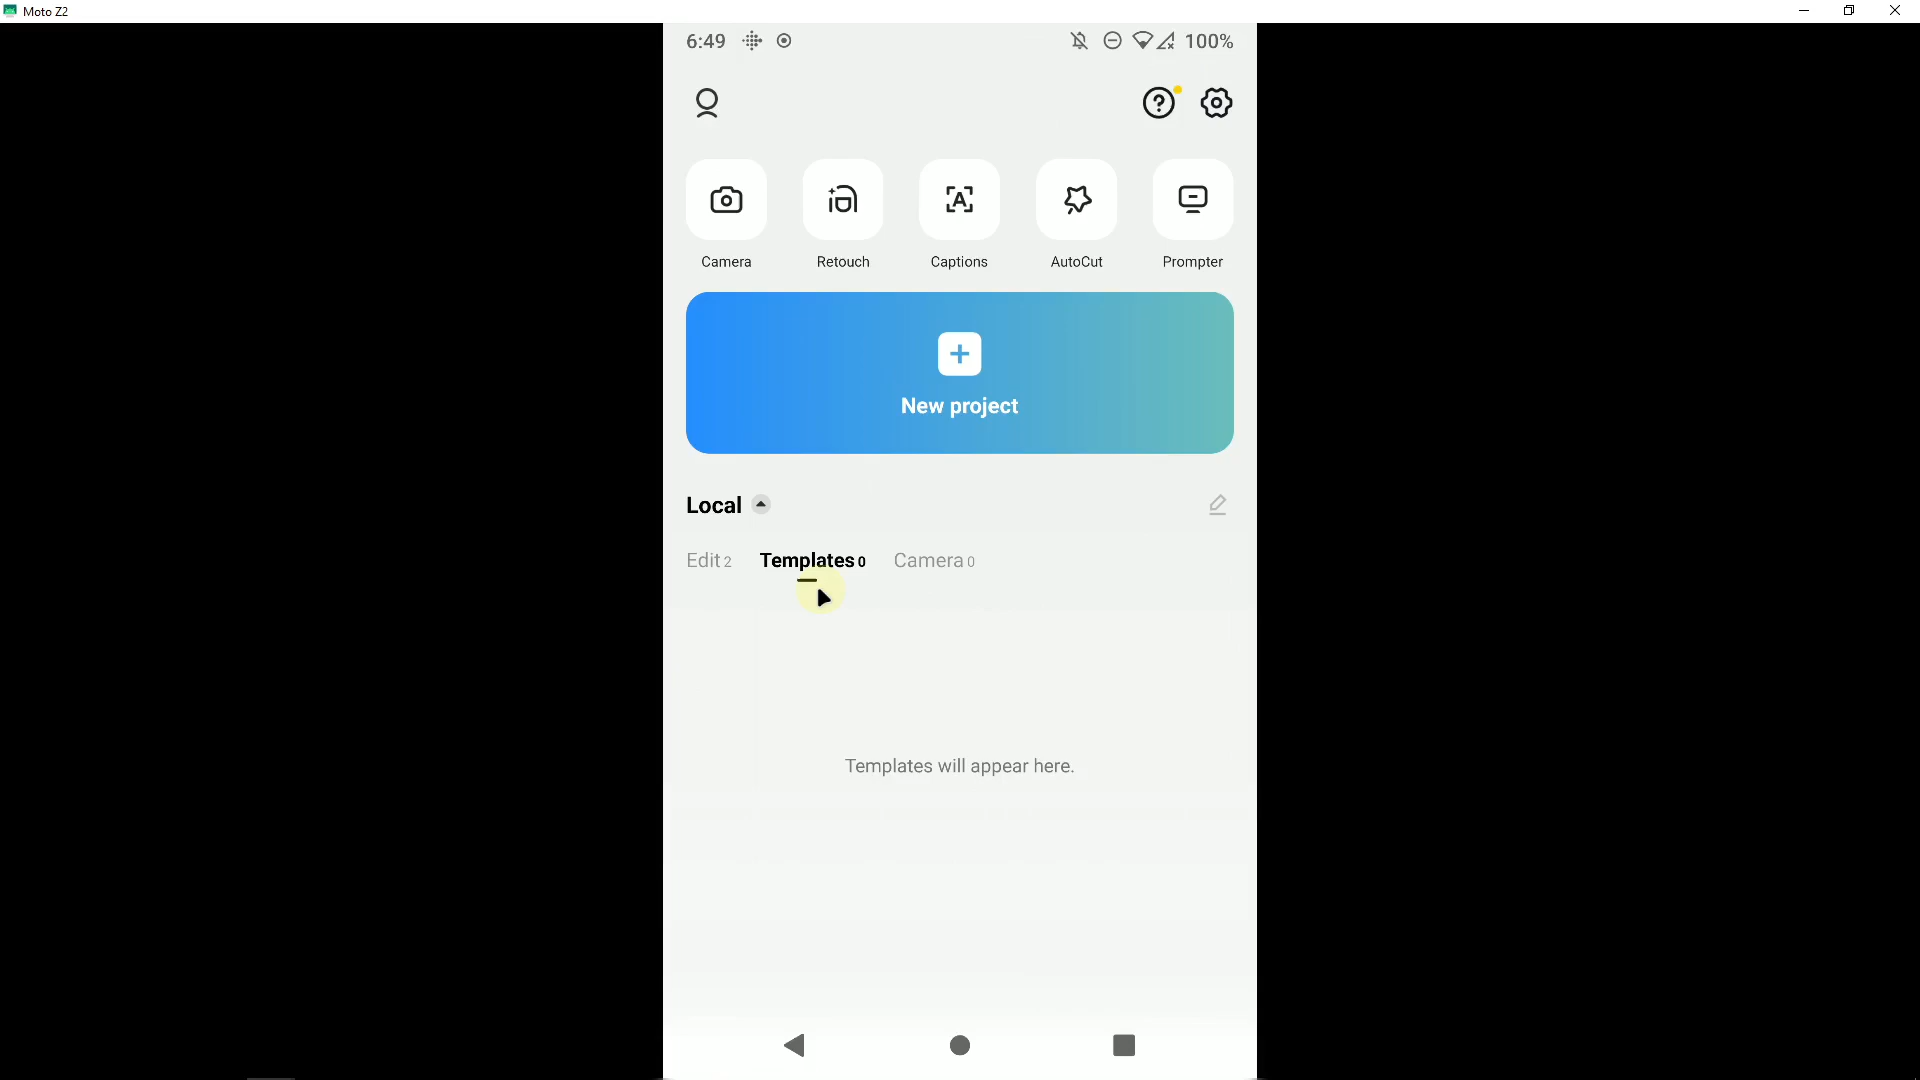 Moto Z2
6:49
100%
Camera
Retouch
A
Captions
AutoCut
Prompter
New project
Local
Edit 2
Templates 0
Camera 0
Templates will appear here.